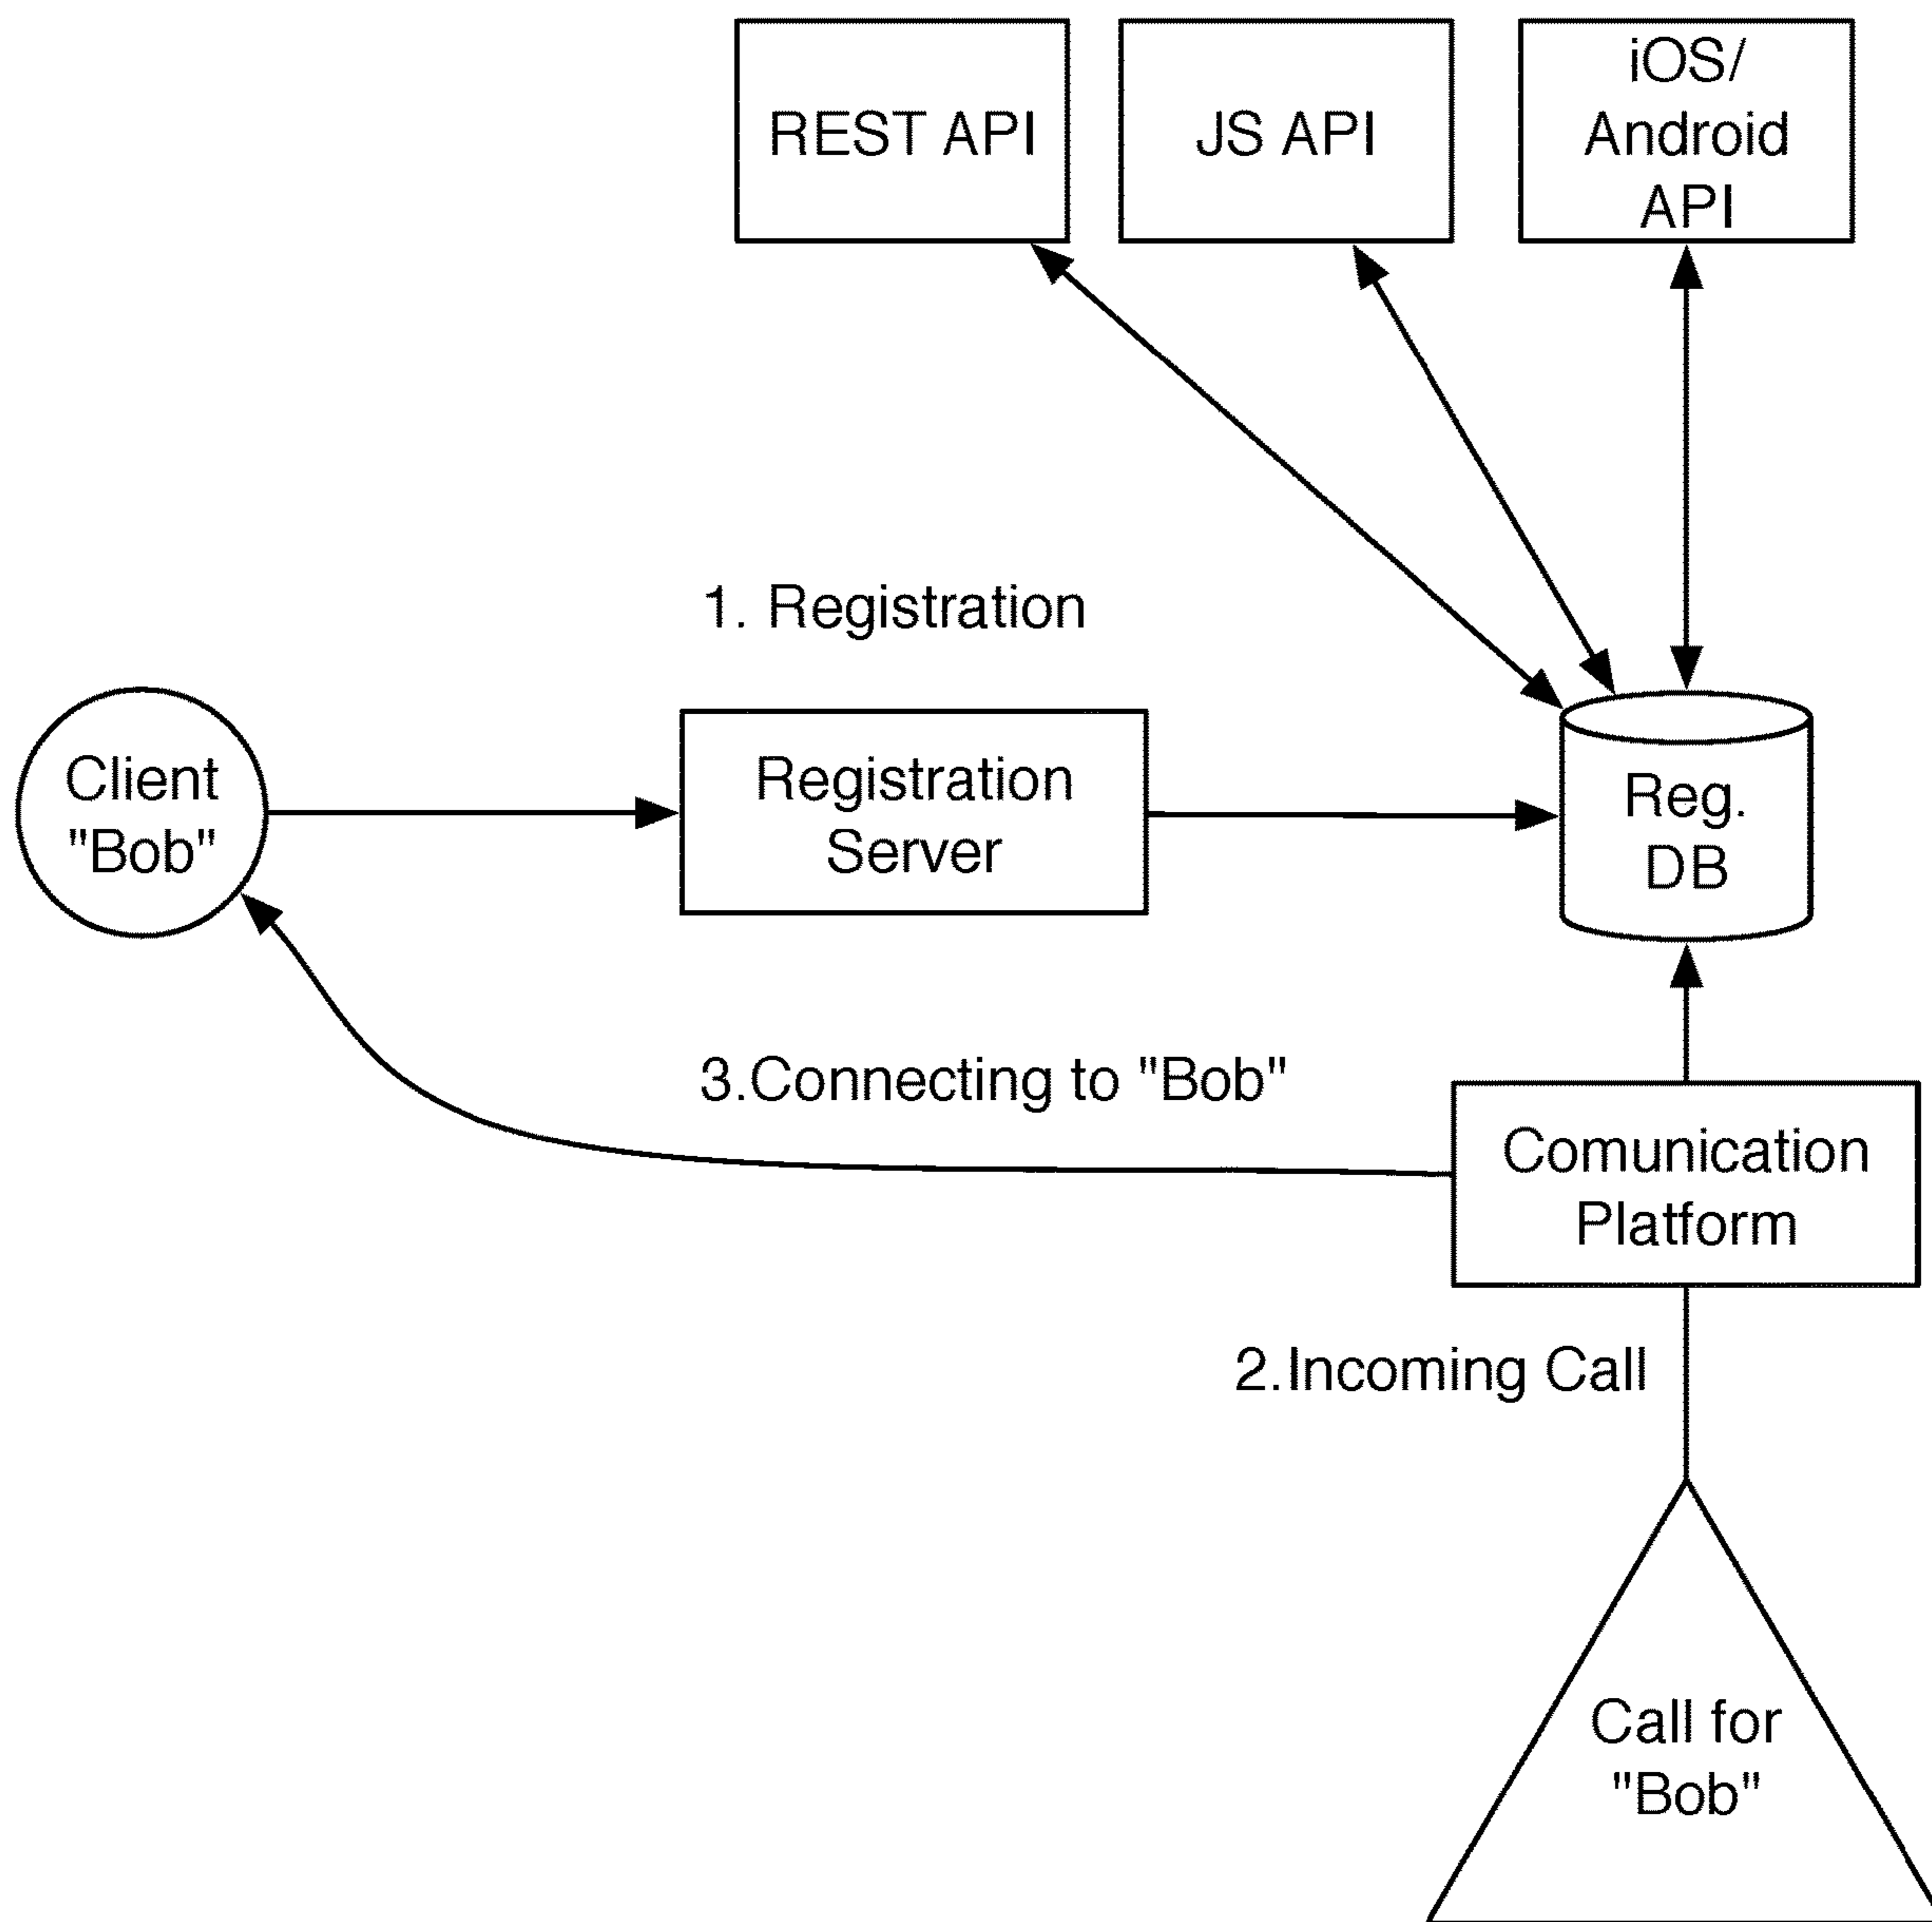 REST API
JS API
iOS/
Android
API
1. Registration
Client
"Bob"
Registration
Server
Reg.
DB
3.Connecting to "Bob"
Comunication
Platform
2.Incoming Call
Call for
"Bob"